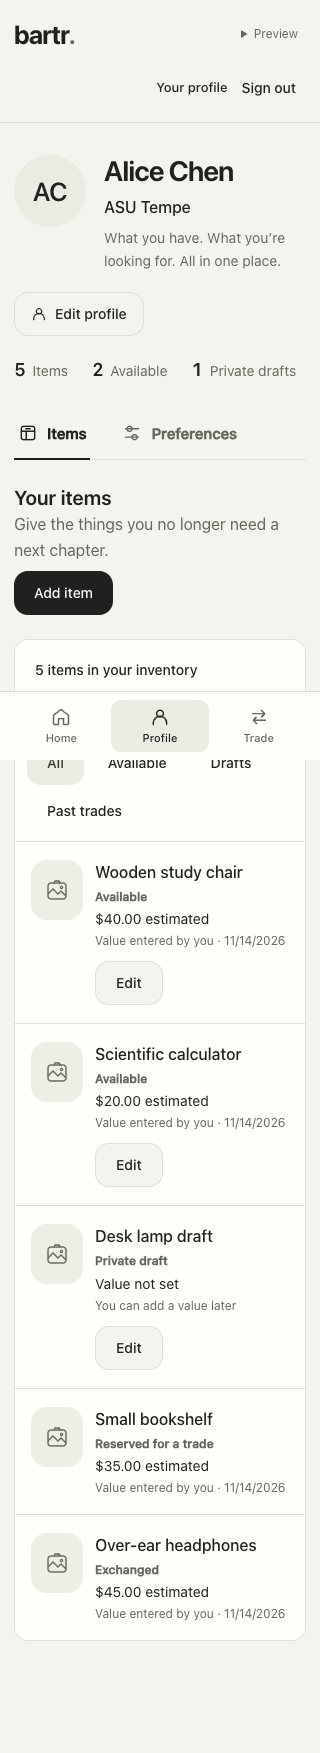 bartr.
Preview
Your profile
Sign out
AC
Alice Chen
ASU Tempe
What you have. What you’re
looking for. All in one place.
Edit profile
5 Items
2 Available
1 Private drafts
Items
Preferences
Your items
Give the things you no longer need a
next chapter.
Add item
5 items in your inventory
Home
Profile
Trade
All
Available
Drafts
Past trades
Wooden study chair
Available
$40.00 estimated
Value entered by you · 11/14/2026
Edit
Scientific calculator
Available
$20.00 estimated
Value entered by you · 11/14/2026
Edit
Desk lamp draft
Private draft
Value not set
You can add a value later
Edit
Small bookshelf
Reserved for a trade
$35.00 estimated
Value entered by you · 11/14/2026
Over-ear headphones
Exchanged
$45.00 estimated
Value entered by you · 11/14/2026